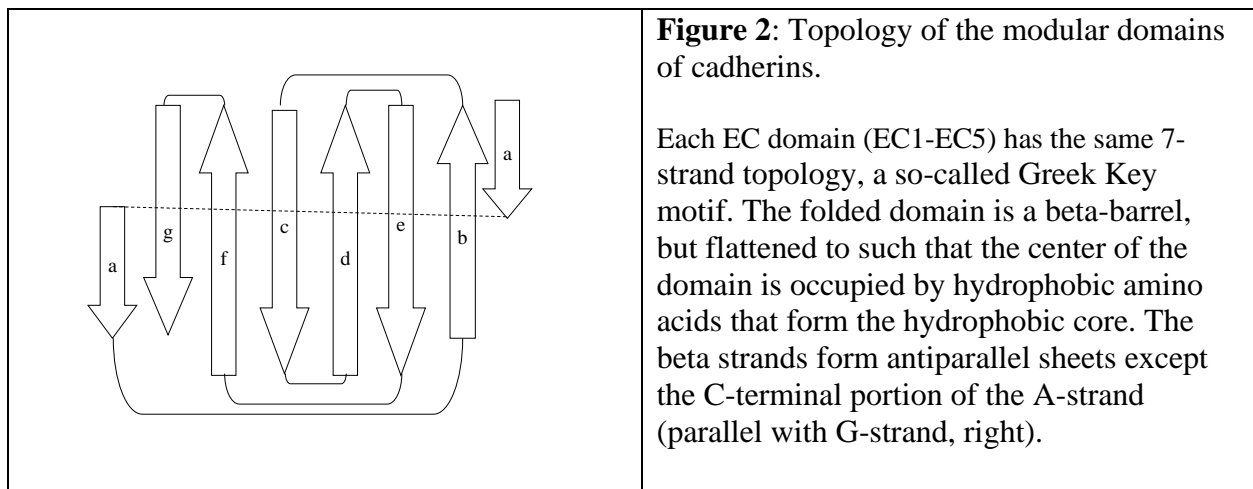 a
g
f
c
d
e
b
a
Figure 2: Topology of the modular domains
of cadherins.
Each EC domain (EC1-EC5) has the same 7-
strand topology, a so-called Greek Key
motif. The folded domain is a beta-barrel,
but flattened to such that the center of the
domain is occupied by hydrophobic amino
acids that form the hydrophobic core. The
beta strands form antiparallel sheets except
the C-terminal portion of the A-strand
(parallel with G-strand, right).